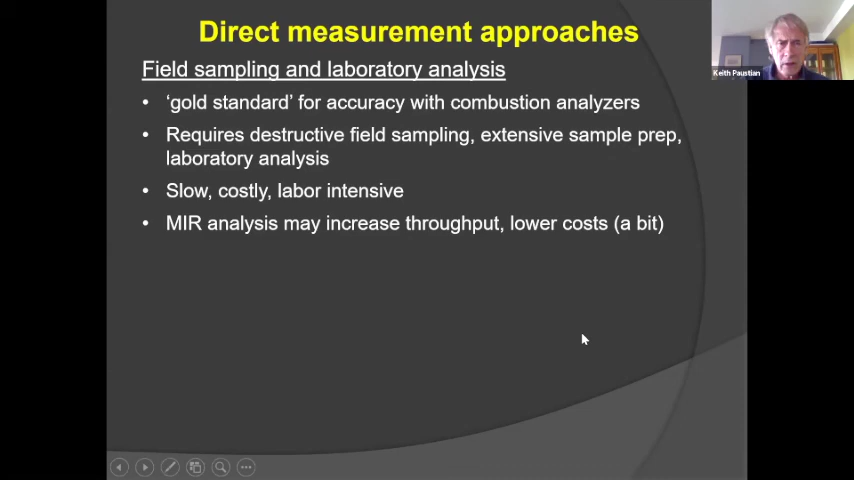 Direct measurement approaches
Keith Paustian
Field sampling and laboratory analysis
• 'gold standard' for accuracy with combustion analyzers
• Requires destructive field sampling, extensive sample prep,
laboratory analysis
• Slow, costly, labor intensive
• MIR analysis may increase throughput, lower costs (a bit)